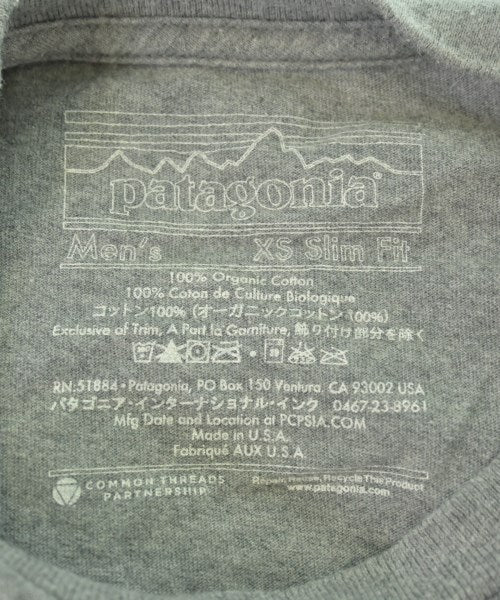 patagonia®
Men's XS Slim Fit
100% Organic Cotton
100% Coton de Culture Biologique
コットン100% (オーガニックコットン 100%)
Exclusive of Trim, A Part la Garniture, 飾り付け部分を除く
RN:51884 • Patagonia, PO Box 150 Ventura, CA 93002 USA
パタゴニア・インターナショナル・インク 0467-23-8961
Mfg Date and Location at PCPSIA.COM
Made in U.S.A.
Fabriqué AUX U.S.A.
COMMON THREADS
PARTNERSHIP
Repair, Reuse, Recycle This Product
www.patagonia.com